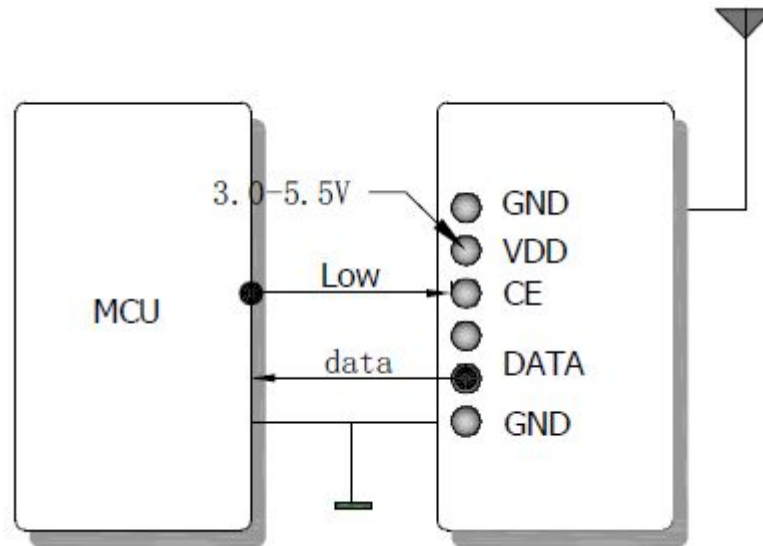 3.0-5.5V
GND
VDD
Low
CE
MCU
data
DATA
GND